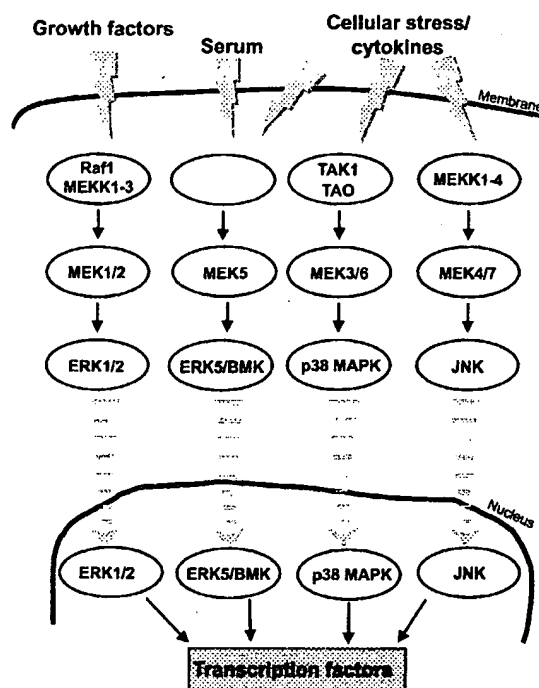 Growth factors
Serum
Cellular stress/
cytokines
Membrane
Raf1
MEKK1-3
TAK1
TAO
MEKK1-4
MEK1/2
MEK5
MEK3/6
MEK4/7
ERK1/2
ERK5/BMK
p38 MAPK
JNK
Nucleus
ERK1/2
ERK5/BMK
p38 MAPK
JNK
Transcription factors